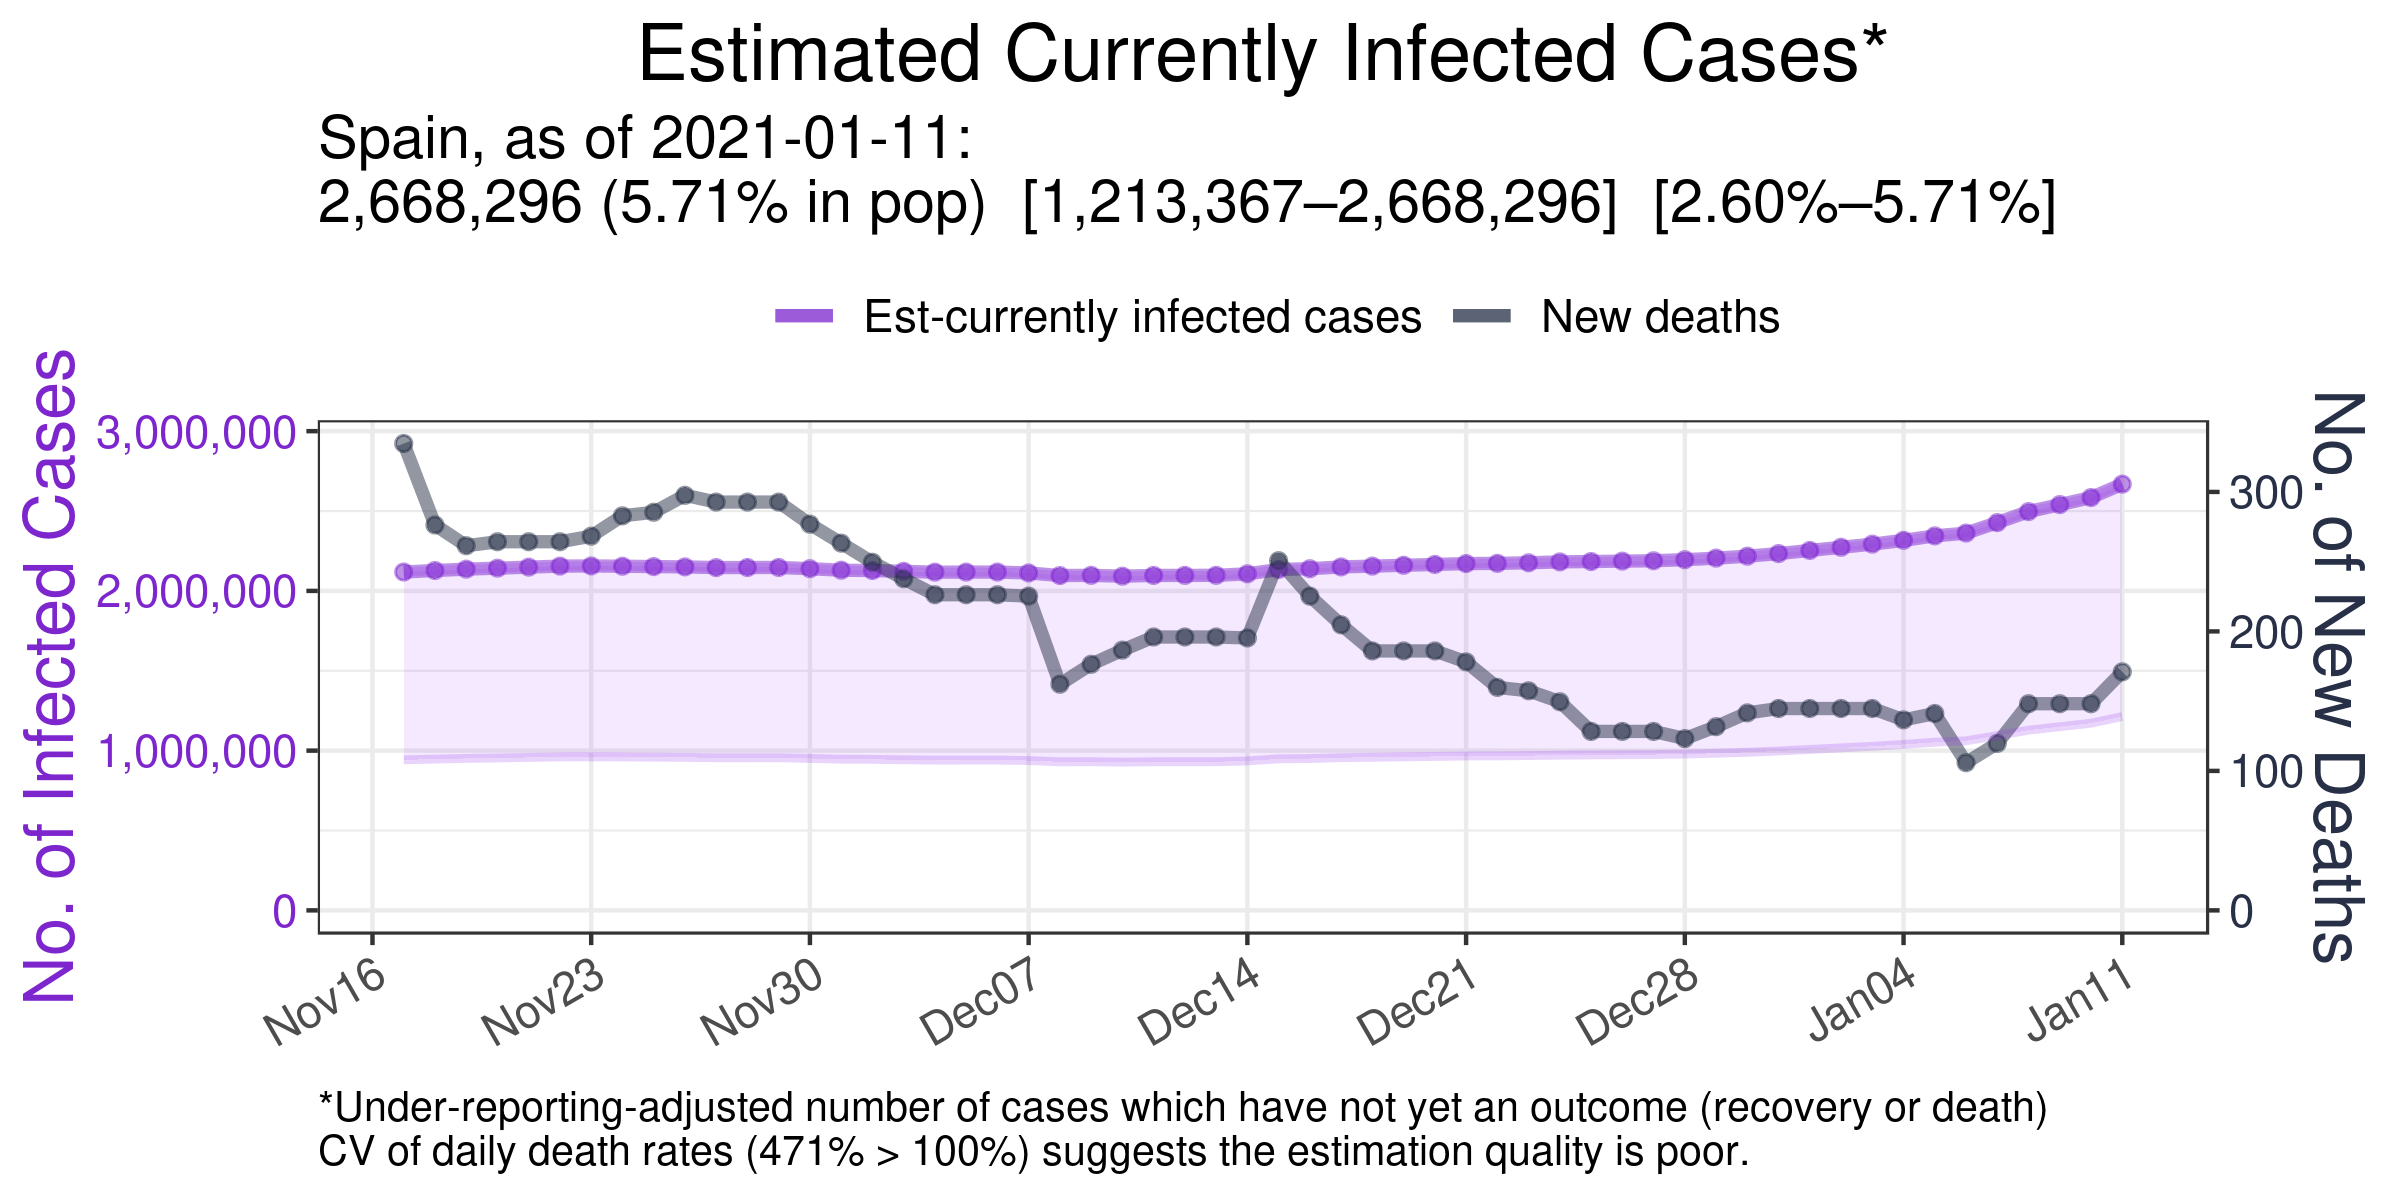 Estimated Currently Infected Cases*
Spain, as of 2021-01-11:
2,668,296 (5.71% in pop)  [1,213,367–2,668,296]  [2.60%–5.71%]
Est-currently infected cases
New deaths
No. of Infected Cases
3,000,000
2,000,000
1,000,000
0
300
200
100
0
No. of New Deaths
Nov16
Nov23
Nov30
Dec07
Dec14
Dec21
Dec28
Jan04
Jan11
*Under-reporting-adjusted number of cases which have not yet an outcome (recovery or death)
CV of daily death rates (471% > 100%) suggests the estimation quality is poor.